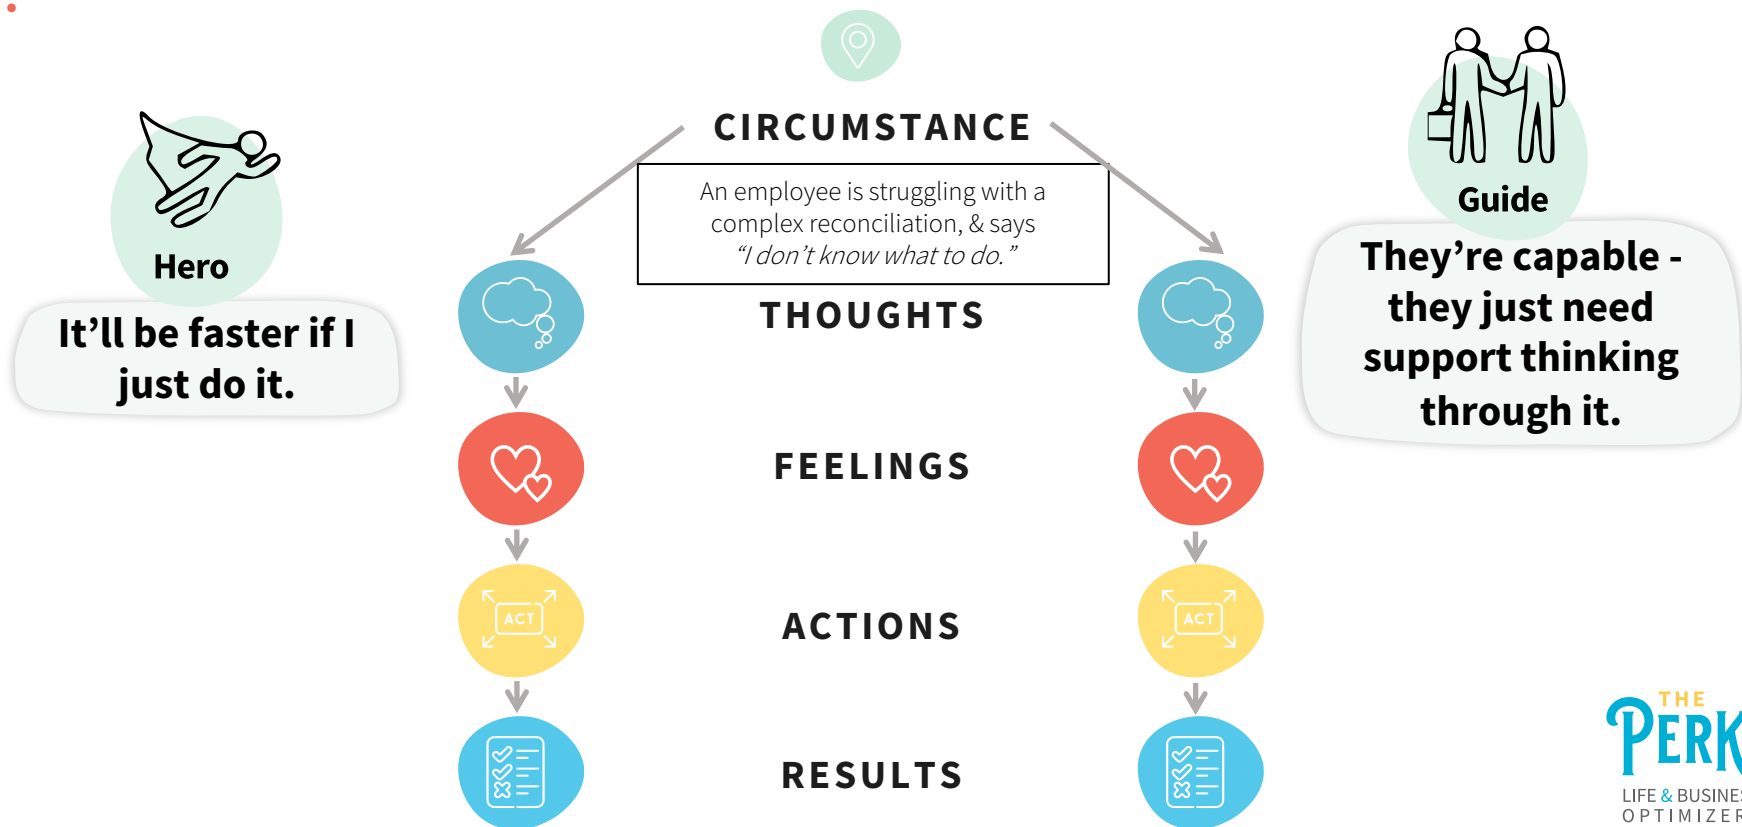 CIRCUMSTANCE
An employee is struggling with a
complex reconciliation, & says
“I don’t know what to do.”
Hero
It’ll be faster if I
just do it.
Guide
They’re capable -
they just need
support thinking
through it.
THOUGHTS
FEELINGS
ACT
ACTIONS
ACT
RESULTS
THE
PERK
LIFE & BUSINES
OPTIMIZER